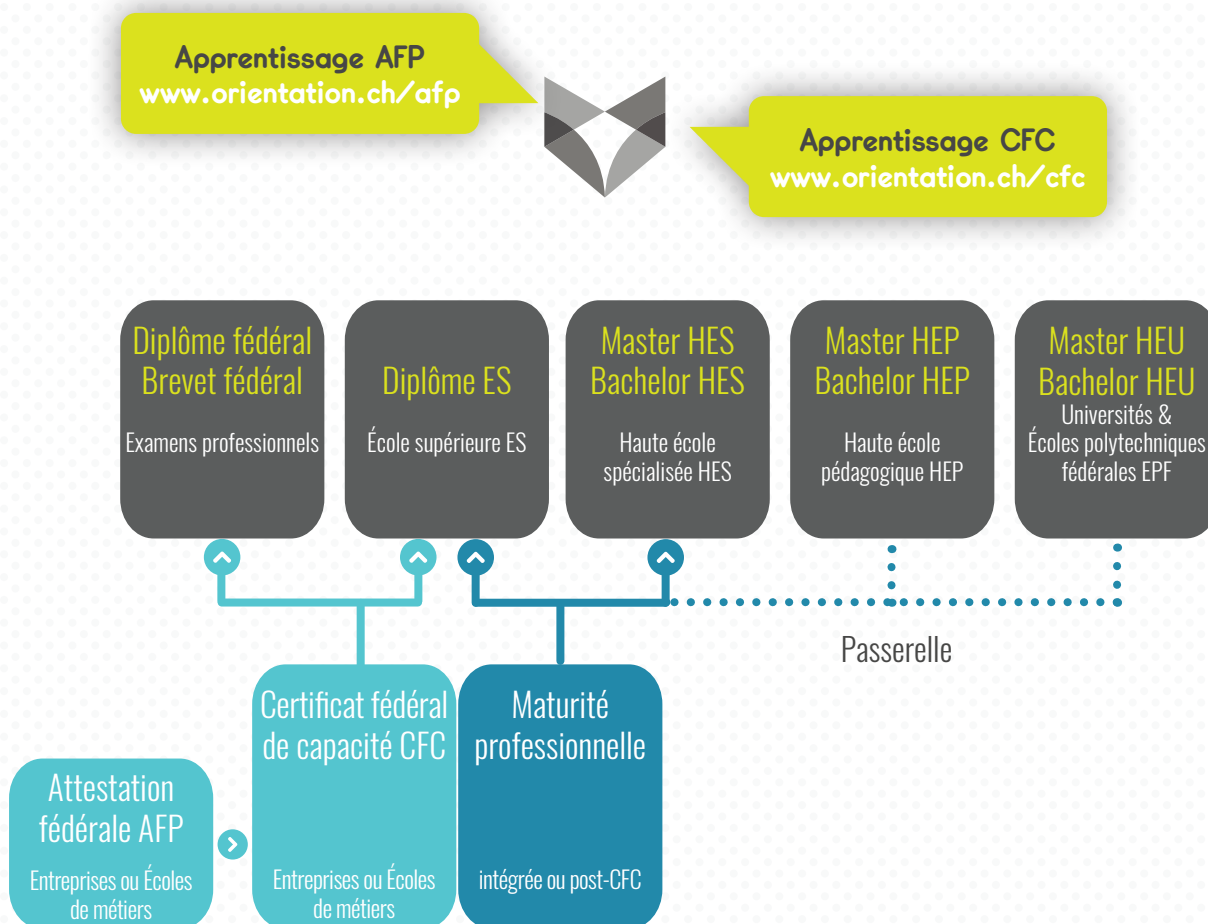 Apprentissage AFP
www.orientation.ch/afp
Apprentissage CFC
www.orientation.ch/cfc
Diplôme fédéral
Brevet fédéral
Examens professionnels
Diplôme ES
École supérieure ES
Master HES
Bachelor HES
Haute école
spécialisée HES
Master HEP
Bachelor HEP
Haute école
pédagogique HEP
Master HEU
Bachelor HEU
Universités &
Écoles polytechniques
fédérales EPF
Passerelle
Certificat fédéral
de capacité CFC
Entreprises ou Écoles
de métiers
Maturité
professionnelle
intégrée ou post-CFC
Attestation
fédérale AFP
Entreprises ou Écoles
de métiers